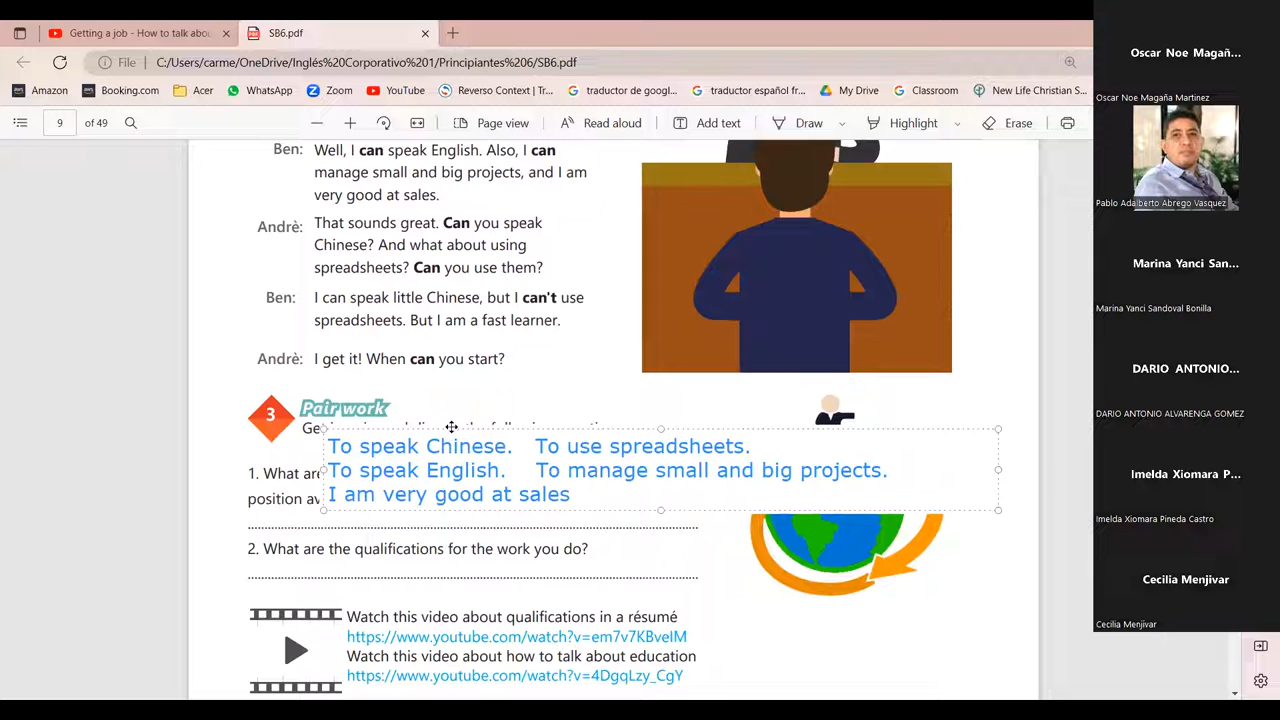 Getting a job - How to talk abou
SB6.pdf
File
C:/Users/carme/OneDrive/Inglés%20Corporativo%201/Principiantes%206/SB6.pdf
Amazon
Booking.com
Acer
WhatsApp
Zoom
YouTube
Reverso Context | Tr...
traductor de googl...
traductor español fr...
My Drive
Classroom
New Life Christian S...
9 of 49
Page view
Read aloud
Add text
Draw
Highlight
Erase
Ben: Well, I can speak English. Also, I can
manage small and big projects, and I am
very good at sales.
Andrè: That sounds great. Can you speak
Chinese? And what about using
spreadsheets? Can you use them?
Ben: I can speak little Chinese, but I can't use
spreadsheets. But I am a fast learner.
Andrè: I get it! When can you start?
3 Pair work
To speak Chinese. To use spreadsheets.
To speak English. To manage small and big projects.
I am very good at sales
1. What are
position av
2. What are the qualifications for the work you do?
Watch this video about qualifications in a résumé
https://www.youtube.com/watch?v=em7v7KBveIM
Watch this video about how to talk about education
https://www.youtube.com/watch?v=4DgqLzy_CgY
Oscar Noe Magañ...
Oscar Noe Magaña Martinez
Pablo Adalberto Abrego Vasquez
Marina Yanci San...
Marina Yanci Sandoval Bonilla
DARIO ANTONIO...
DARIO ANTONIO ALVARENGA GOMEZ
Imelda Xiomara P...
Imelda Xiomara Pineda Castro
Cecilia Menjivar
Cecilia Menjivar